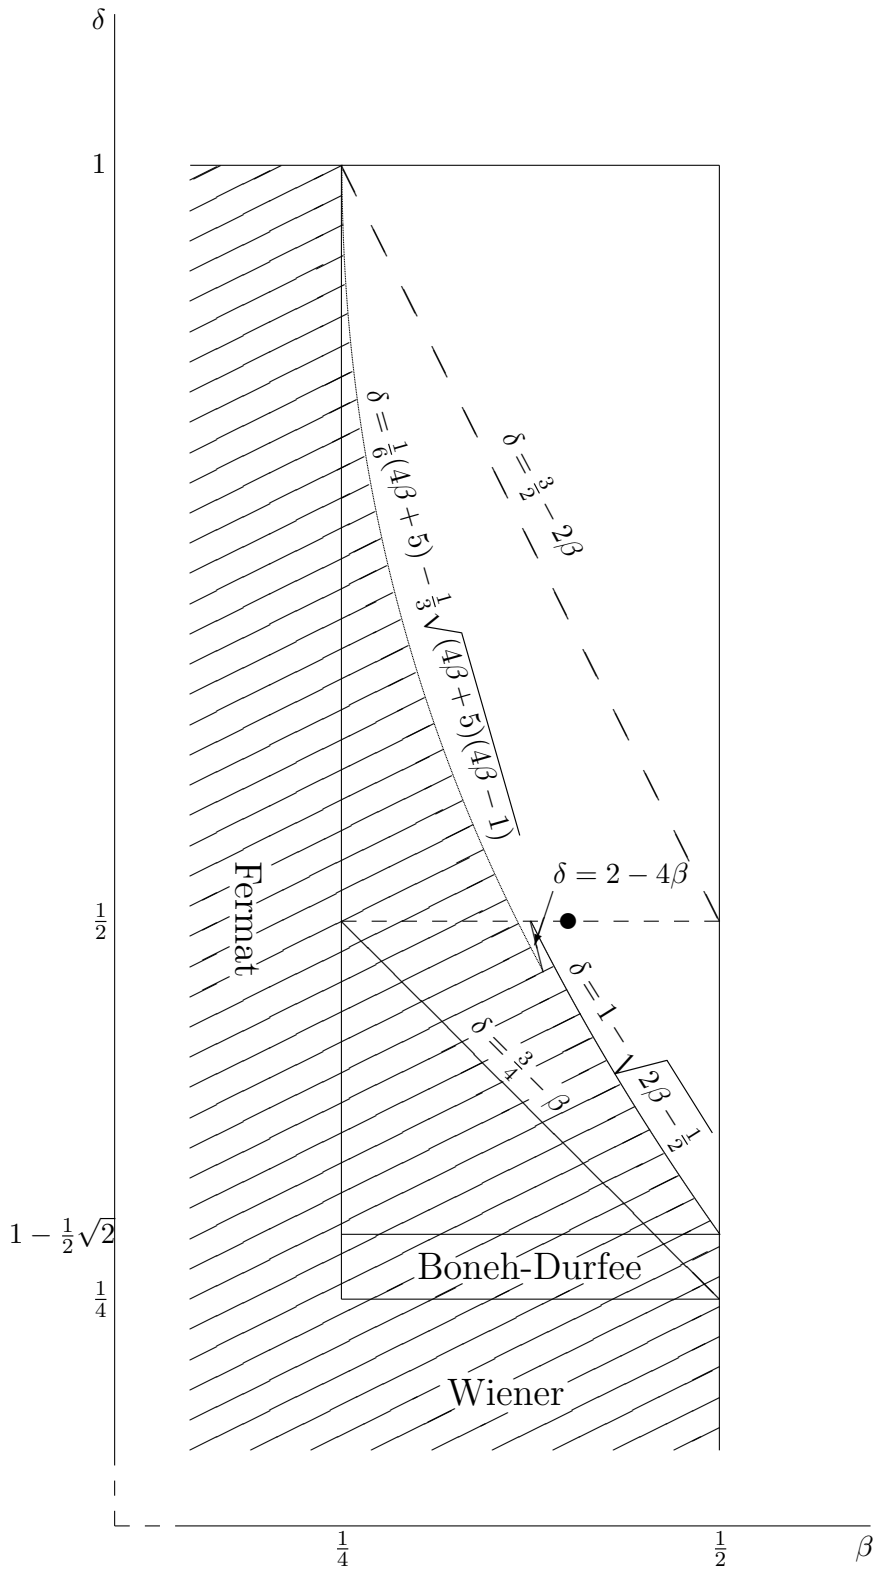 δ
1
δ = 1/6(4β + 5) − 1/3√(4β + 5)(4β − 1)
δ = 3/2 − 2β
Fermat
δ = 2 − 4β
1/2
δ = 1 − √2β − 1/2
δ = 3/4 − β
1 − 1/2√2
Boneh-Durfee
1/4
Wiener
1/4
1/2
β